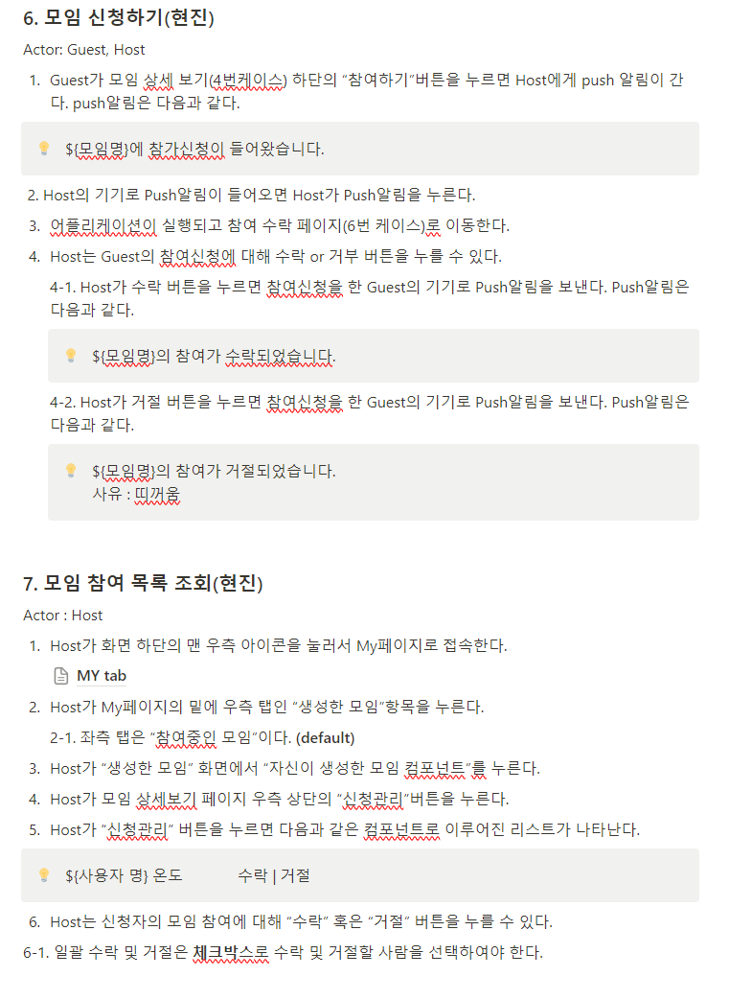 6. 모임 신청하기(현진)
Actor: Guest, Host
1. Guest가 모임 상세 보기(4번케이스) 하단의 “참여하기”버튼을 누르면 Host에게 push 알림이 간
다. push알림은 다음과 같다.
${모임명}에 참가신청이 들어왔습니다.
2. Host의 기기로 Push알림이 들어오면 Host가 Push알림을 누른다.
3. 어플리케이션이 실행되고 참여 수락 페이지(6번 케이스)로 이동한다.
4. Host는 Guest의 참여신청에 대해 수락 or 거부 버튼을 누를 수 있다.
4-1. Host가 수락 버튼을 누르면 참여신청을 한 Guest의 기기로 Push알림을 보낸다. Push알림은
다음과 같다.
${모임명}의 참여가 수락되었습니다.
4-2. Host가 거절 버튼을 누르면 참여신청을 한 Guest의 기기로 Push알림을 보낸다. Push알림은
다음과 같다.
${모임명}의 참여가 거절되었습니다.
사유 : 띠꺼움
7. 모임 참여 목록 조회(현진)
Actor : Host
1. Host가 화면 하단의 맨 우측 아이콘을 눌러서 My페이지로 접속한다.
MY tab
2. Host가 My페이지의 밑에 우측 탭인 “생성한 모임”항목을 누른다.
2-1. 좌측 탭은 “참여중인 모임”이다. (default)
3. Host가 “생성한 모임” 화면에서 “자신이 생성한 모임 컴포넌트”를 누른다.
4. Host가 모임 상세보기 페이지 우측 상단의 “신청관리”버튼을 누른다.
5. Host가 “신청관리” 버튼을 누르면 다음과 같은 컴포넌트로 이루어진 리스트가 나타난다.
${사용자 명} 온도 수락 | 거절
6. Host는 신청자의 모임 참여에 대해 “수락” 혹은 “거절” 버튼을 누를 수 있다.
6-1. 일괄 수락 및 거절은 체크박스로 수락 및 거절할 사람을 선택하여야 한다.